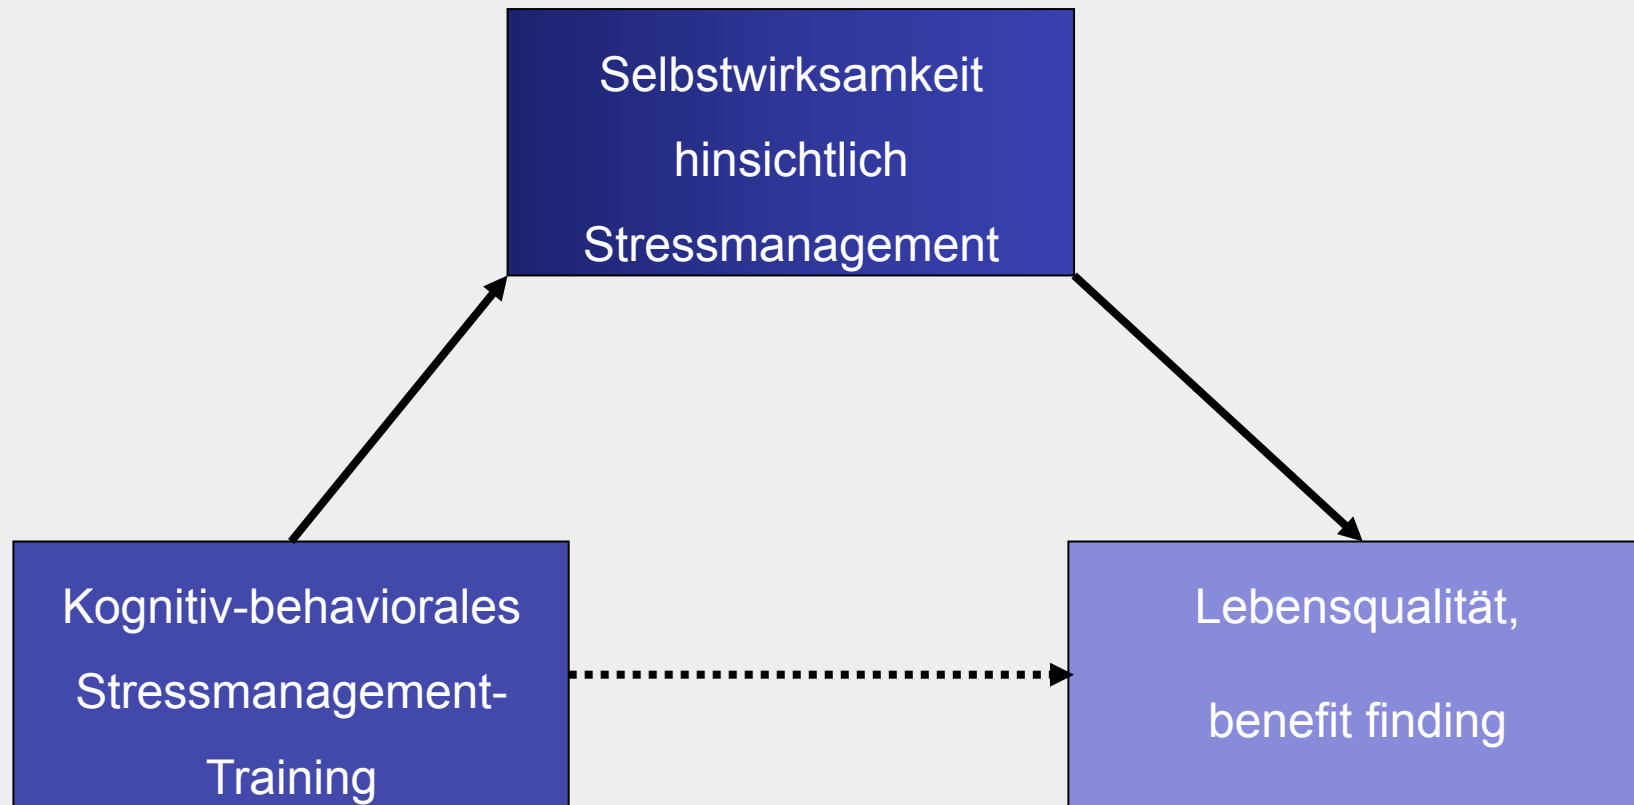 Selbstwirksamkeit
hinsichtlich
Stressmanagement
Kognitiv-behaviorales
Stressmanagement-
Training
Lebensqualität,
benefit finding